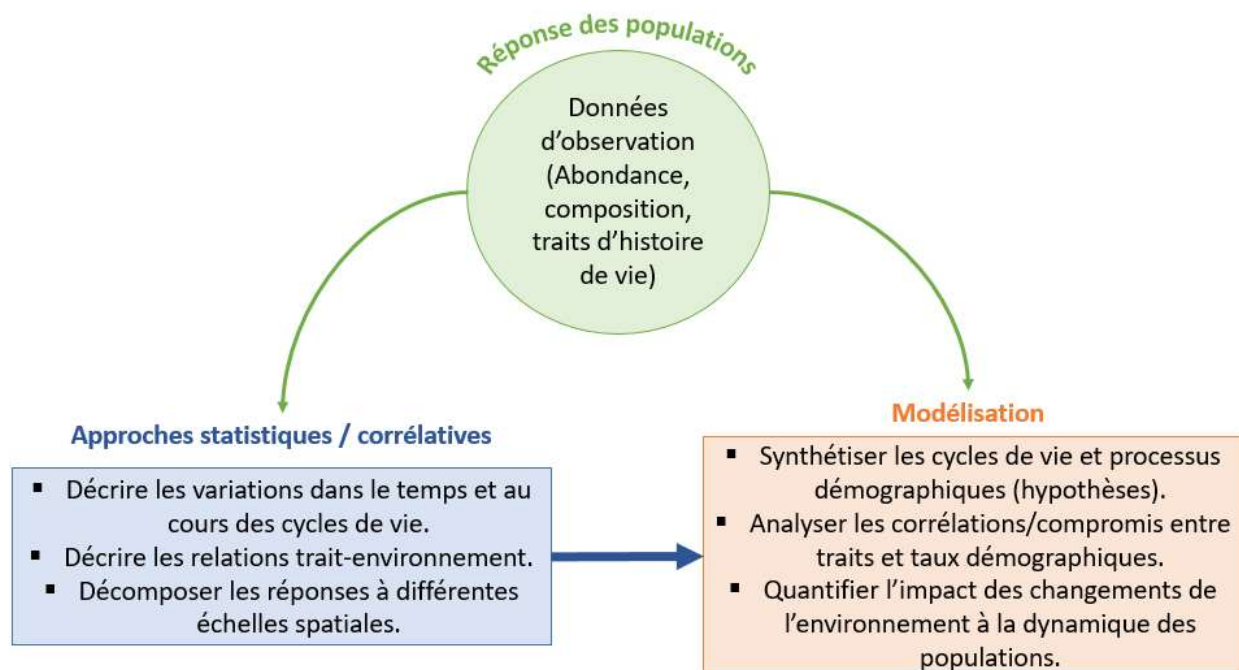 Réponse des populations
Données
d’observation
(Abondance,
composition,
traits d’histoire
de vie)
Approches statistiques / corrélatives
▪ Décrire les variations dans le temps et au
cours des cycles de vie.
▪ Décrire les relations trait-environnement.
▪ Décomposer les réponses à différentes
échelles spatiales.
Modélisation
▪ Synthétiser les cycles de vie et processus
démographiques (hypothèses).
▪ Analyser les corrélations/compromis entre
traits et taux démographiques.
▪ Quantifier l’impact des changements de
l’environnement à la dynamique des
populations.